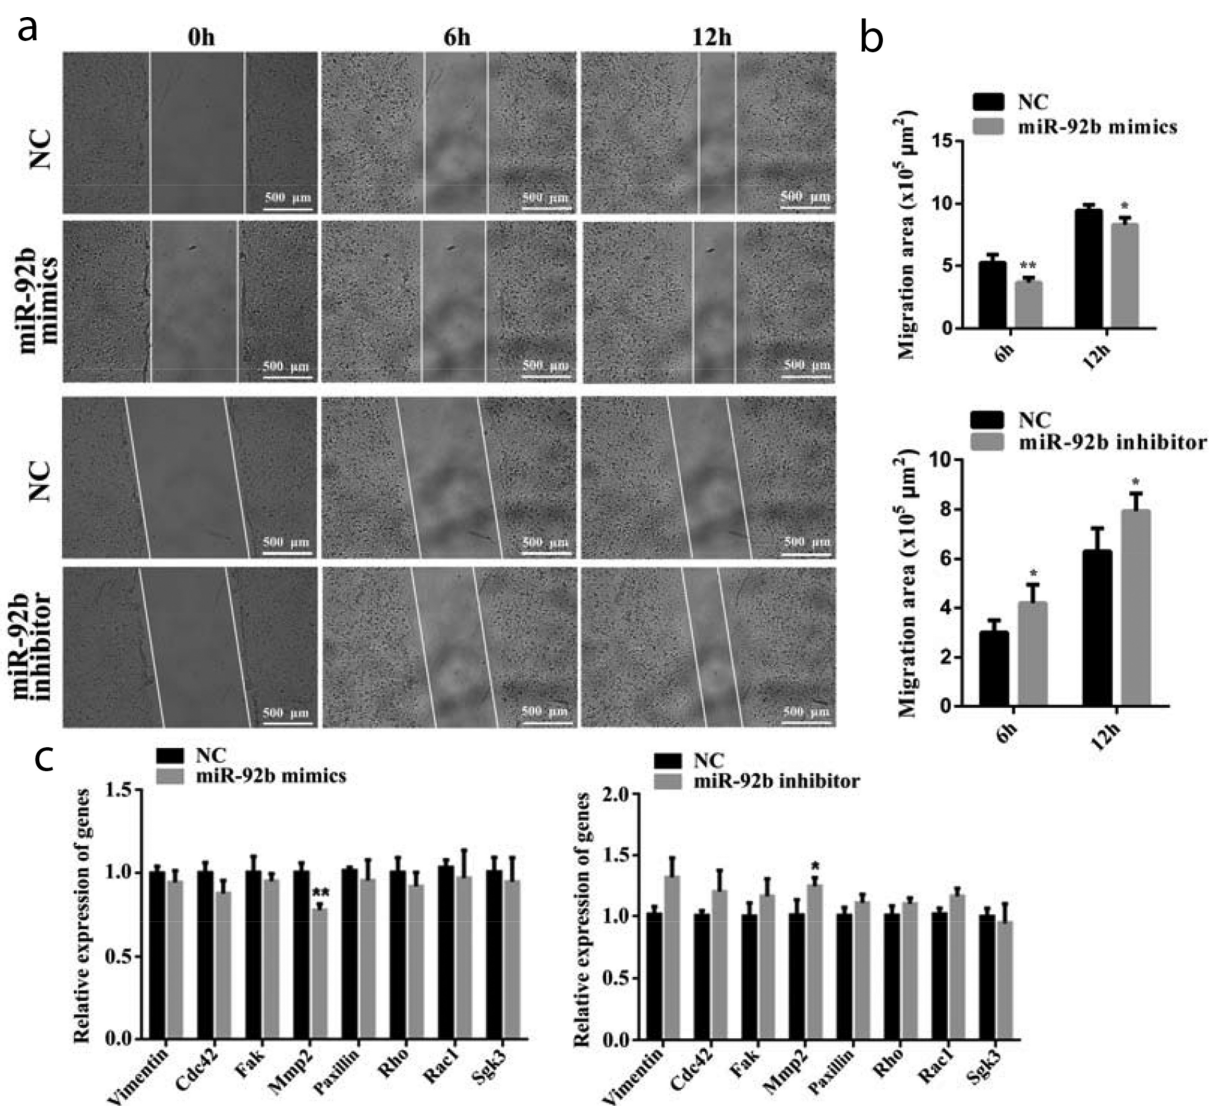 a
0h 6h 12h
NC
500 µm 500 µm 500 µm
miR-92b
mimics
500 µm 500 µm 500 µm
NC
500 µm 500 µm 500 µm
miR-92b
inhibitor
500 µm 500 µm 500 µm
b
NC
miR-92b mimics
Migration area (x10⁵ µm²)
15
10
5
0
**
*
6h 12h
NC
miR-92b inhibitor
Migration area (x10⁵ µm²)
10
8
6
4
2
0
*
*
6h 12h
c
NC
miR-92b mimics
Relative expression of genes
1.5
1.0
0.5
0.0
**
Vimentin Cdc42 Fak Mmp2 Paxillin Rho Rac1 Sgk3
NC
miR-92b inhibitor
Relative expression of genes
2.0
1.5
1.0
0.5
0.0
*
Vimentin Cdc42 Fak Mmp2 Paxillin Rho Rac1 Sgk3